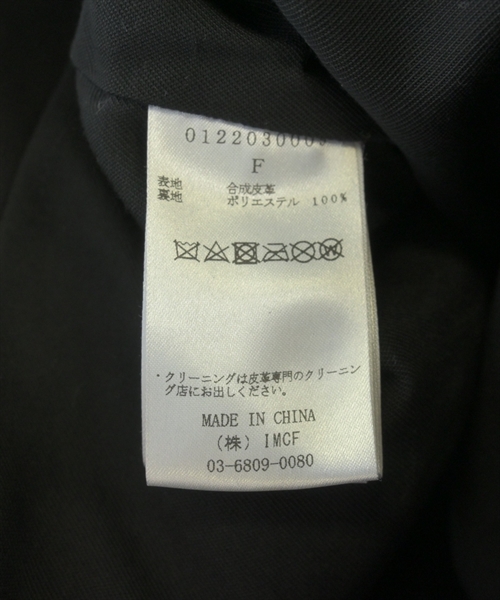 012203000
F
表地 合成皮革
裏地 ポリエステル 100%
・クリーニングは皮革専門のクリーニン
グ店にお出しください。
MADE IN CHINA
(株) IMCF
03-6809-0080